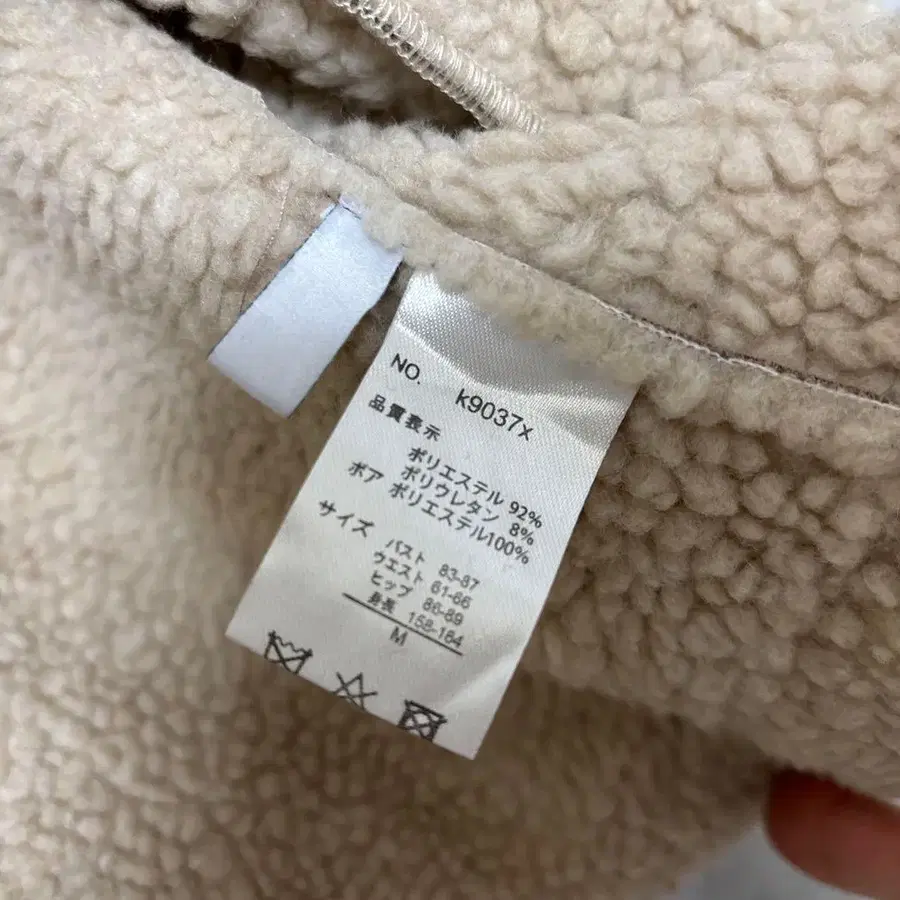 NO. k9037x
品質表示
ポリエステル 92%
ポリウレタン 8%
ボア ポリエステル100%
サイズ
バスト 83-87
ウエスト 61-66
ヒップ 86-89
身長 158-164
M